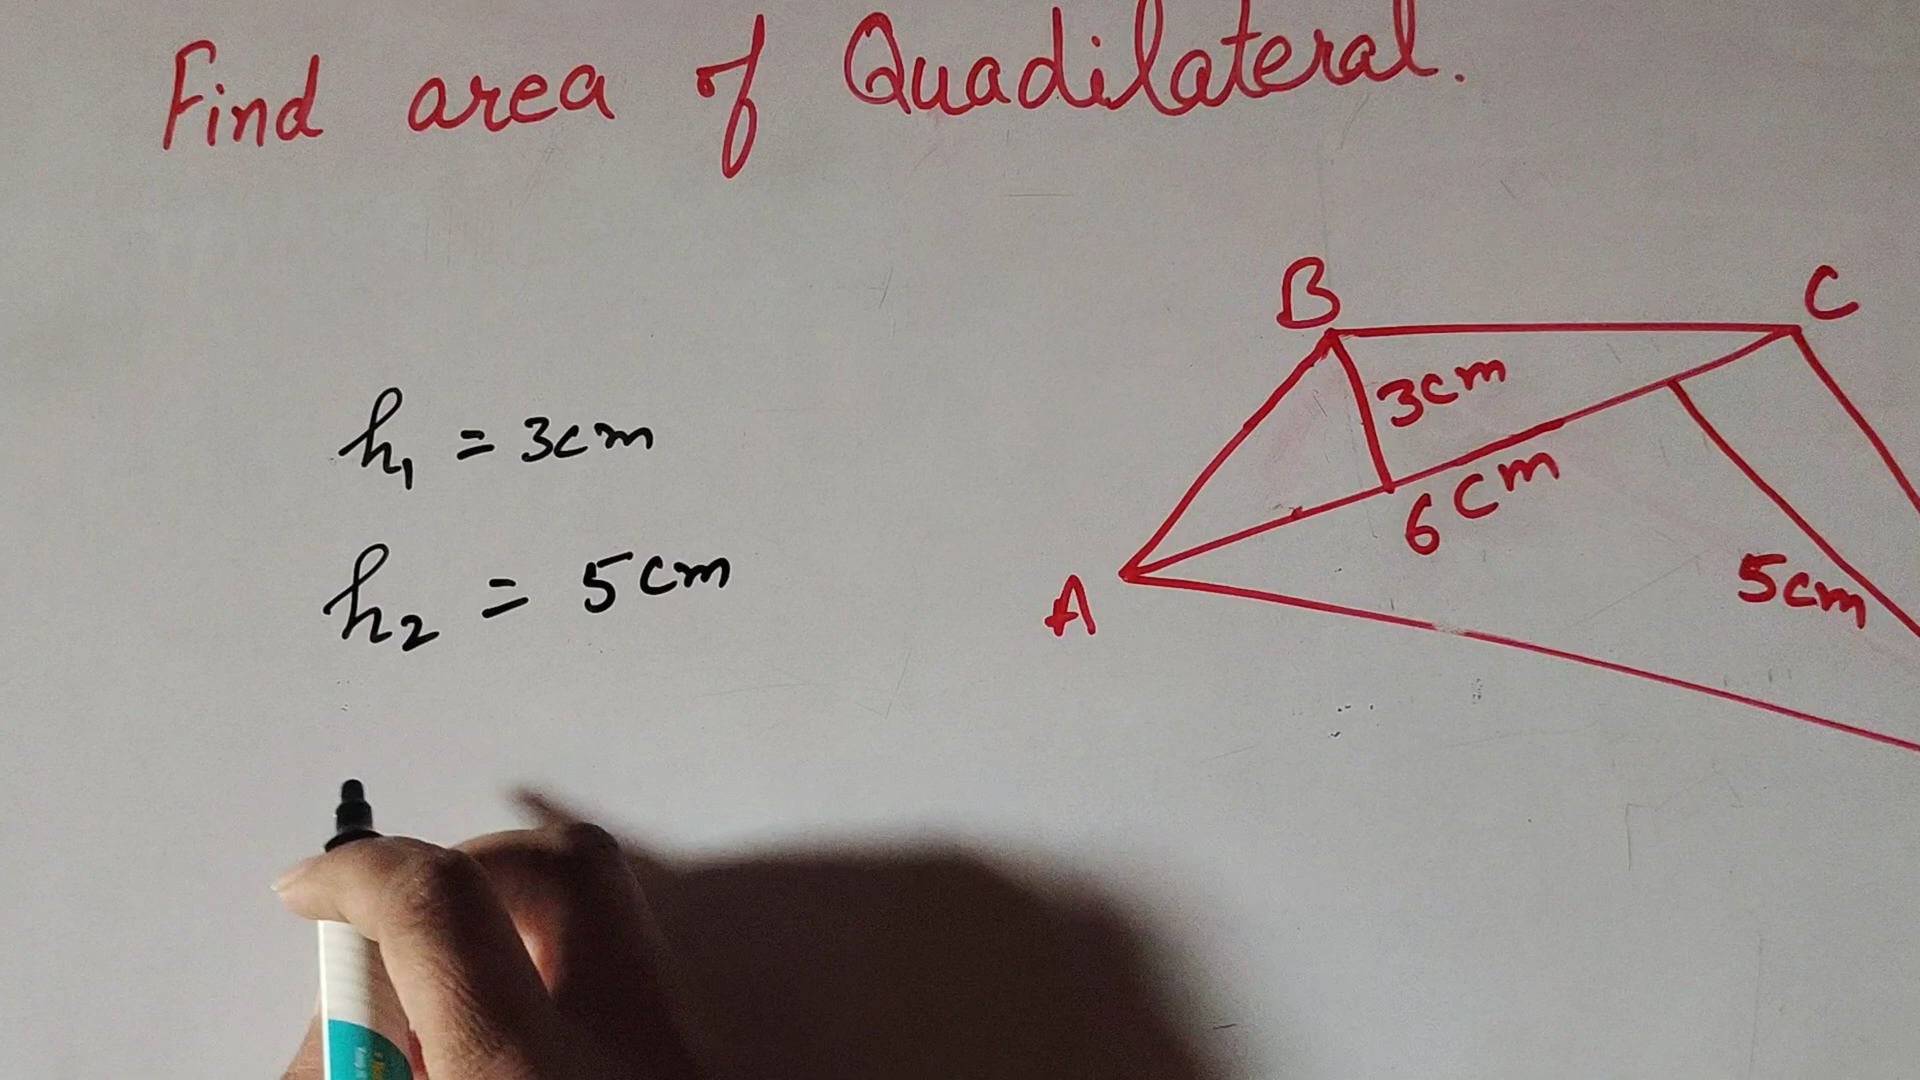 Find area of Quadilateral.
B
C
3cm
h₁ = 3cm
6cm
h₂ = 5cm
5cm
A